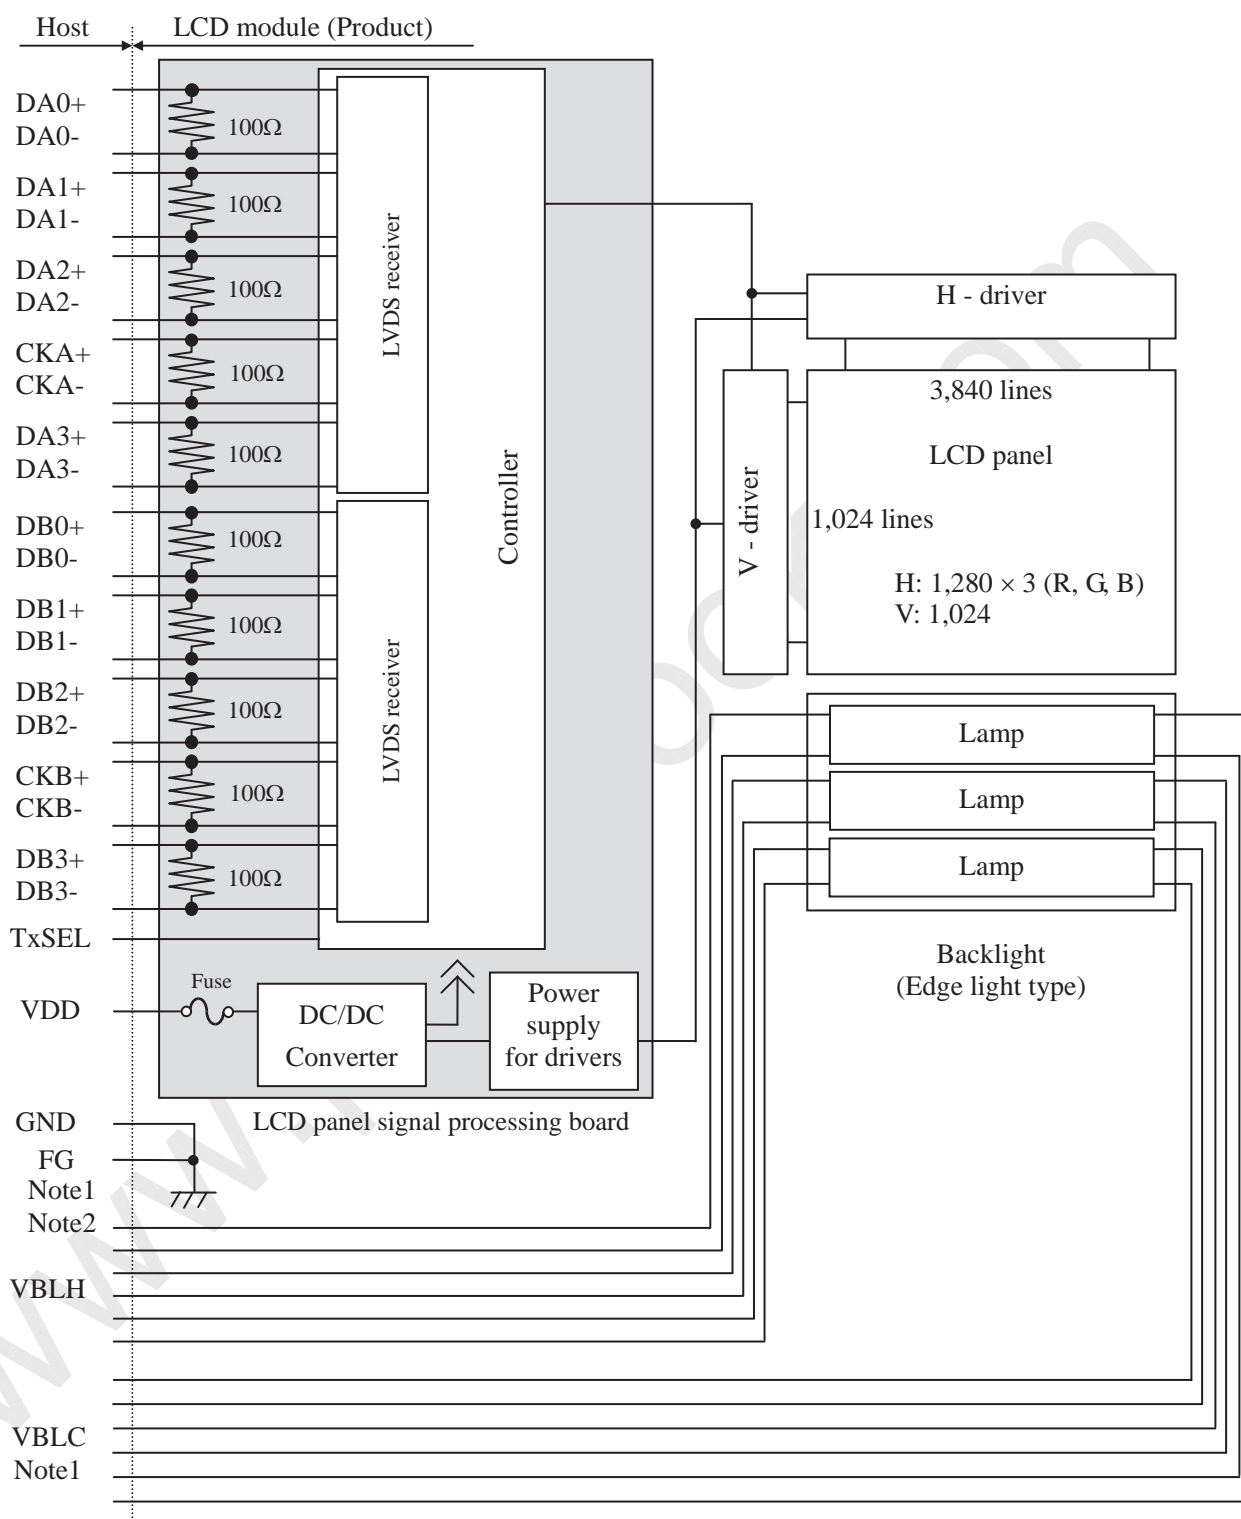 Host
LCD module (Product)
DA0+
DA0-
100Ω
DA1+
DA1-
100Ω
DA2+
DA2-
100Ω
CKA+
CKA-
100Ω
DA3+
DA3-
100Ω
LVDS receiver
DB0+
DB0-
100Ω
DB1+
DB1-
100Ω
DB2+
DB2-
100Ω
CKB+
CKB-
100Ω
DB3+
DB3-
100Ω
LVDS receiver
Controller
TxSEL
VDD
Fuse
DC/DC
Converter
Power
supply
for drivers
LCD panel signal processing board
H - driver
V - driver
3,840 lines
LCD panel
1,024 lines
H: 1,280 × 3 (R, G, B)
V: 1,024
Lamp
Lamp
Lamp
Backlight
(Edge light type)
GND
FG
Note1
Note2
VBLH
VBLC
Note1